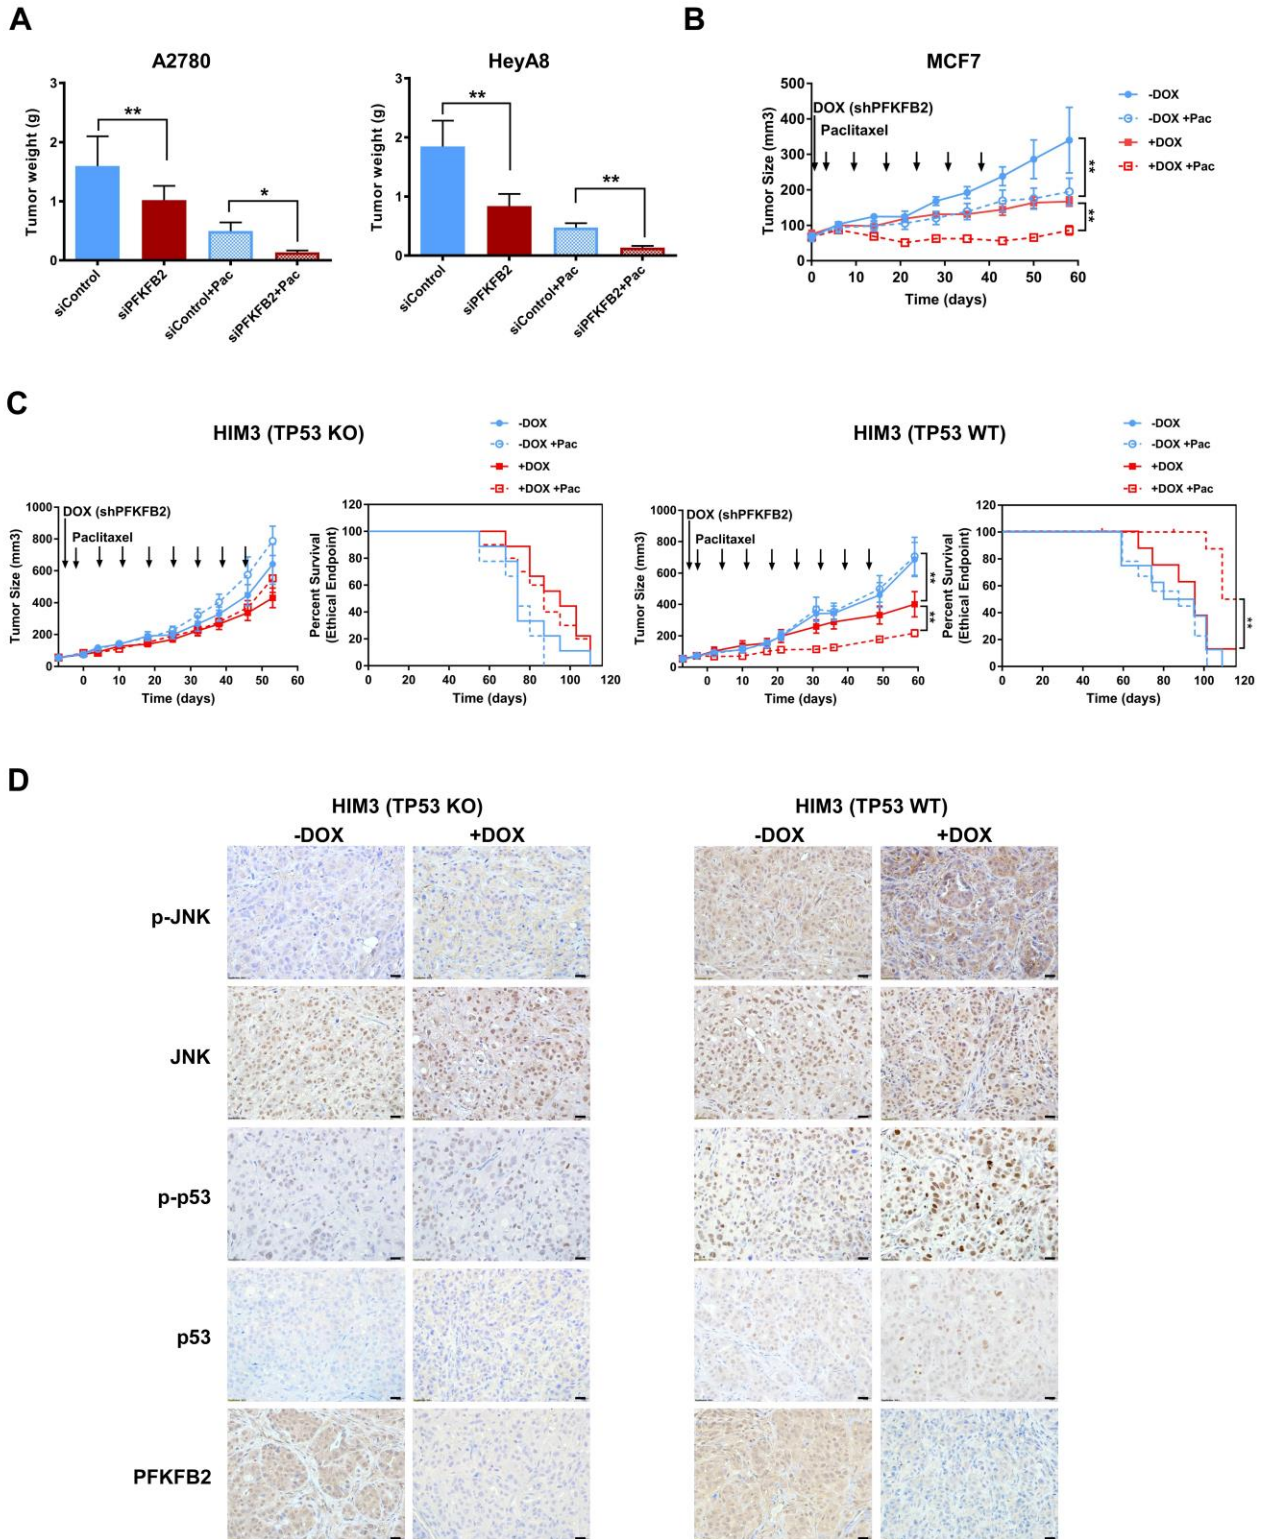 A
A2780
Tumor weight (g)
3
2
1
0
**
*
siControl
siPFKFB2
siControl+Pac
siPFKFB2+Pac
HeyA8
Tumor weight (g)
3
2
1
0
**
**
siControl
siPFKFB2
siControl+Pac
siPFKFB2+Pac
B
MCF7
Tumor Size (mm3)
500
400
300
200
100
0
DOX (shPFKFB2)
Paclitaxel
0 10 20 30 40 50 60
Time (days)
**
**
-DOX
-DOX +Pac
+DOX
+DOX +Pac
C
HIM3 (TP53 KO)
-DOX
-DOX +Pac
+DOX
+DOX +Pac
Tumor Size (mm3)
1000
800
600
400
200
0
DOX (shPFKFB2)
Paclitaxel
0 10 20 30 40 50 60
Time (days)
Percent Survival
(Ethical Endpoint)
120
100
80
60
40
20
0
0 20 40 60 80 100 120
Time (days)
HIM3 (TP53 WT)
-DOX
-DOX +Pac
+DOX
+DOX +Pac
Tumor Size (mm3)
1000
800
600
400
200
0
DOX (shPFKFB2)
Paclitaxel
0 10 20 30 40 50 60
Time (days)
**
**
Percent Survival
(Ethical Endpoint)
120
100
80
60
40
20
0
0 20 40 60 80 100 120
Time (days)
**
D
HIM3 (TP53 KO)
HIM3 (TP53 WT)
-DOX +DOX -DOX +DOX
p-JNK
JNK
p-p53
p53
PFKFB2